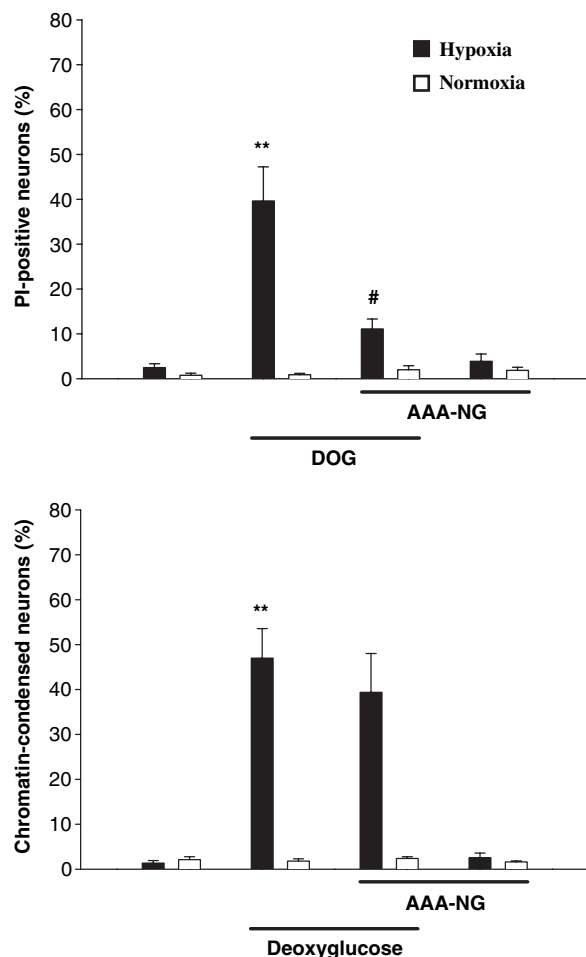 80
70
60
50
40
30
20
10
0
PI-positive neurons (%)
Hypoxia
Normoxia
**
#
AAA-NG
DOG
80
70
60
50
40
30
20
10
0
Chromatin-condensed neurons (%)
**
AAA-NG
Deoxyglucose